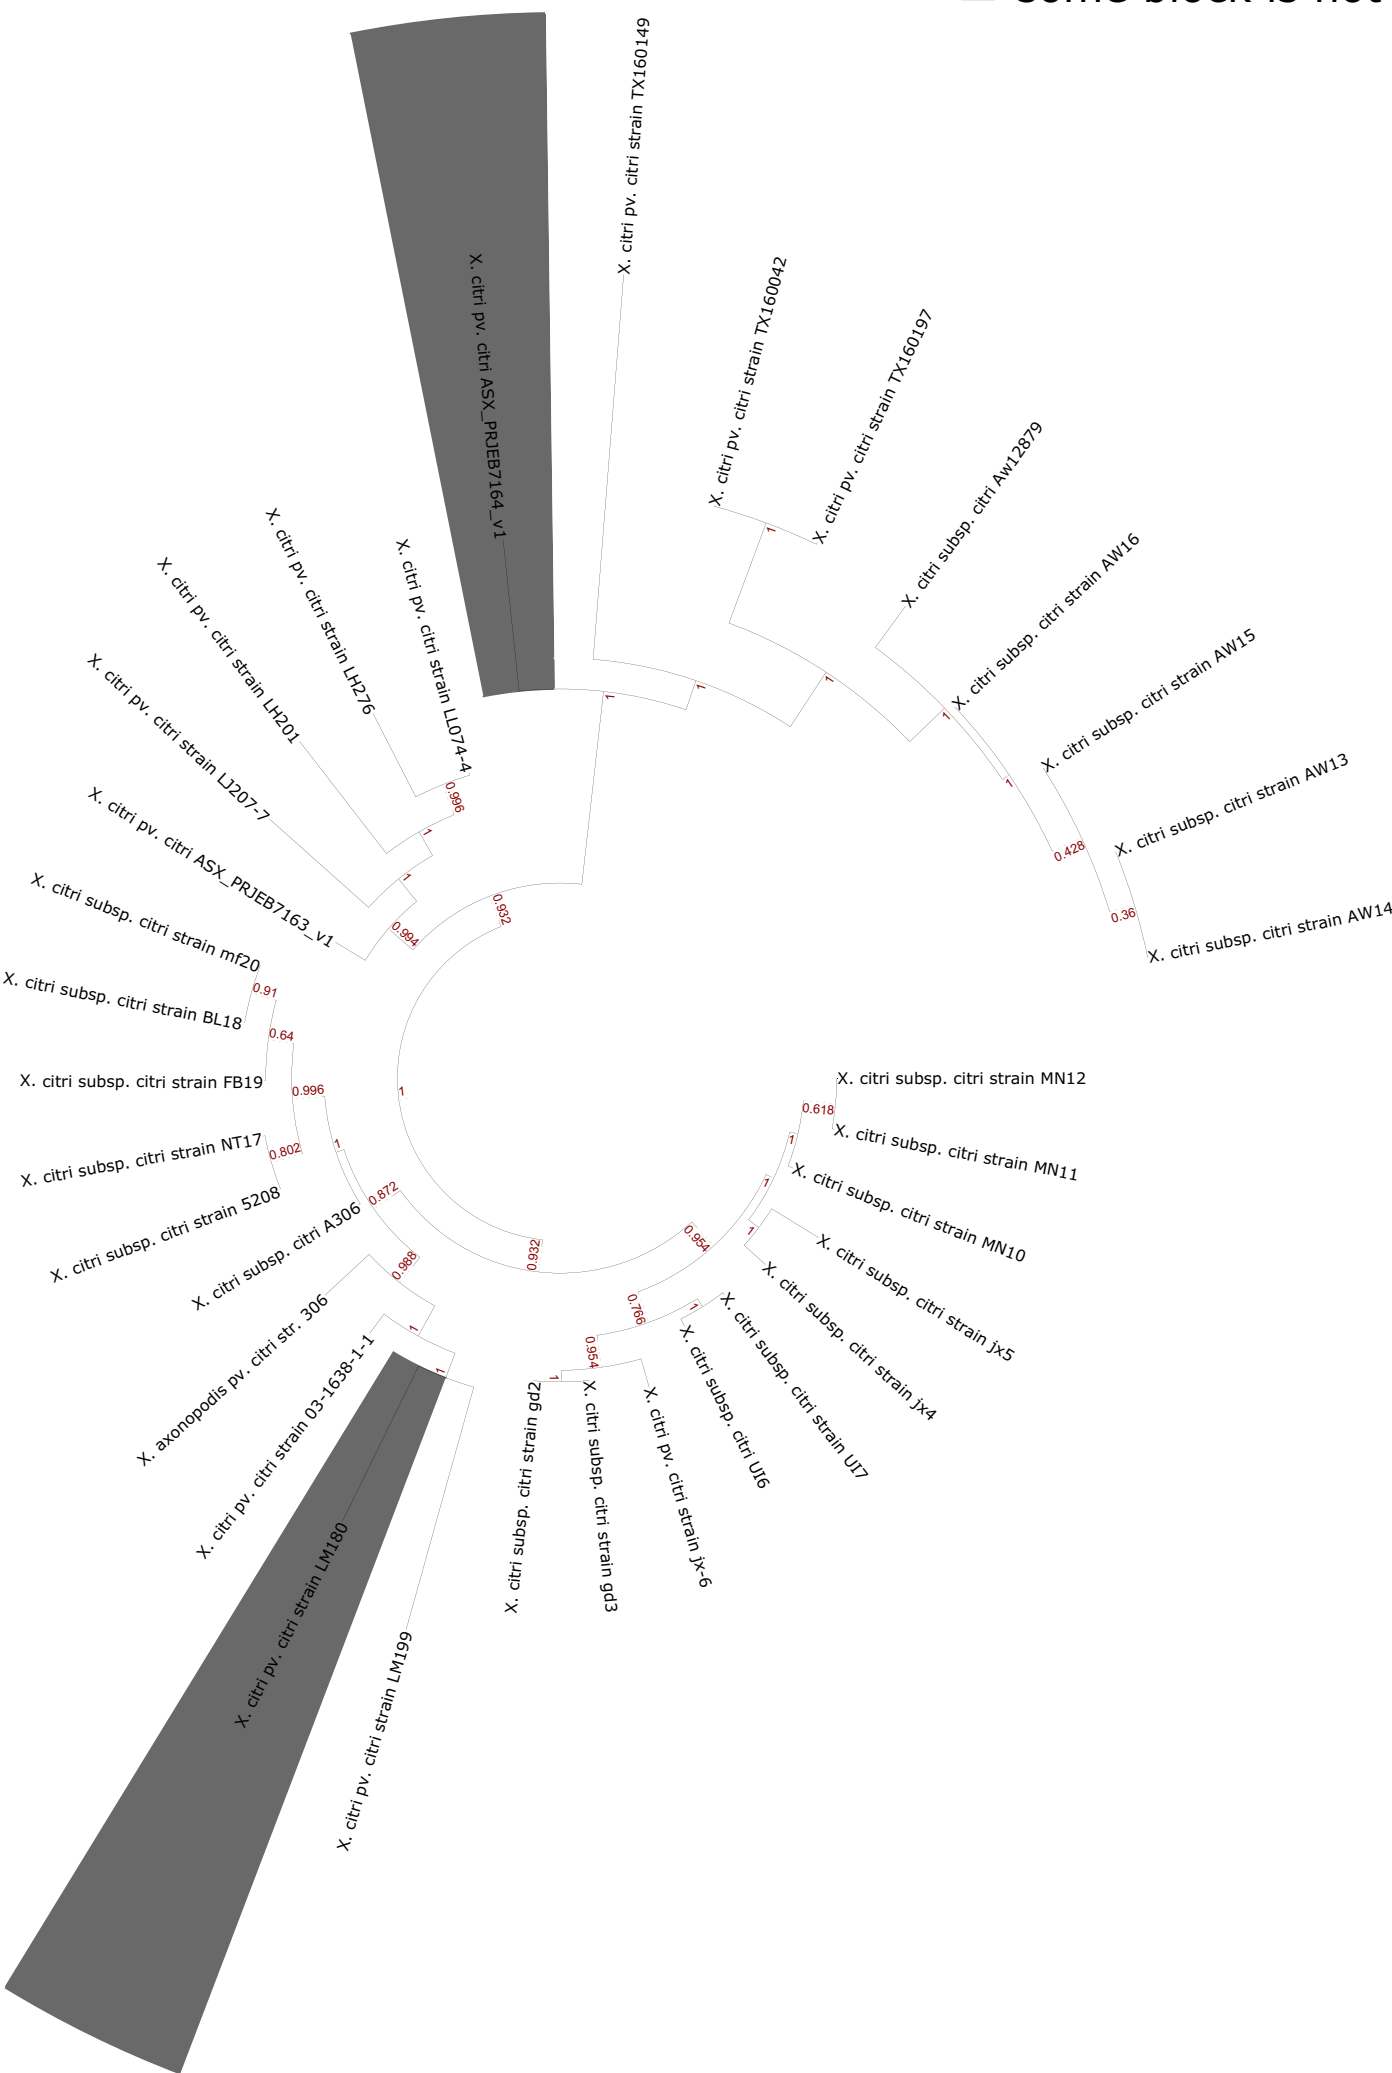 X. citri pv. citri strain TX160149
X. citri pv. citri strain TX160042
X. citri pv. citri strain TX160197
X. citri subsp. citri Aw12879
X. citri subsp. citri strain AW16
X. citri subsp. citri strain AW15
X. citri subsp. citri strain AW13
X. citri subsp. citri strain AW14
X. citri subsp. citri strain MN12
X. citri subsp. citri strain MN11
X. citri subsp. citri strain MN10
X. citri subsp. citri strain jx5
X. citri subsp. citri strain jx4
X. citri subsp. citri strain UI7
X. citri subsp. citri UI6
X. citri pv. citri strain jx-6
X. citri subsp. citri strain gd3
X. citri subsp. citri strain gd2
X. citri pv. citri strain LM199
X. citri pv. citri strain LM180
X. citri pv. citri strain 03-1638-1-1
X. axonopodis pv. citri str. 306
X. citri subsp. citri A306
X. citri subsp. citri strain 5208
X. citri subsp. citri strain NT17
X. citri subsp. citri strain FB19
X. citri subsp. citri strain BL18
X. citri subsp. citri strain mf20
X. citri pv. citri ASX_PRJEB7163_v1
X. citri pv. citri strain LJ207-7
X. citri pv. citri strain LH201
X. citri pv. citri strain LH276
X. citri pv. citri strain LL074-4
X. citri pv. citri ASX_PRJEB7164_v1
1
1
1
1
1
1
0.428
0.36
0.996
1
1
0.994
0.932
0.91
0.64
0.996
0.802
1
1
0.872
0.988
1
1
0.932
0.954
0.618
1
1
1
0.766
1
0.954
1